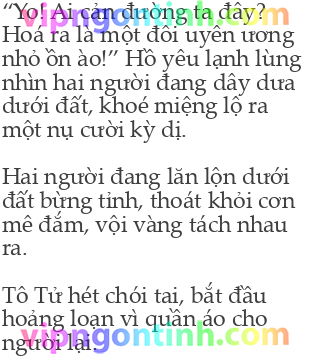 “Yo! Ai cản đường ta đây?
Hoá ra là một đôi uyên ương
nhỏ ồn ào!” Hồ yêu lạnh lùng
nhìn hai người đang dây dưa
dưới đất, khoé miệng lộ ra
một nụ cười kỳ dị.
Hai người đang lăn lộn dưới
đất bừng tỉnh, thoát khỏi cơn
mê đắm, vội vàng tách nhau
ra.
Tô Tử hét chói tai, bắt đầu
hoảng loạn vì quần áo cho
người lại.
vipngontinh.com
vipngontinh.com